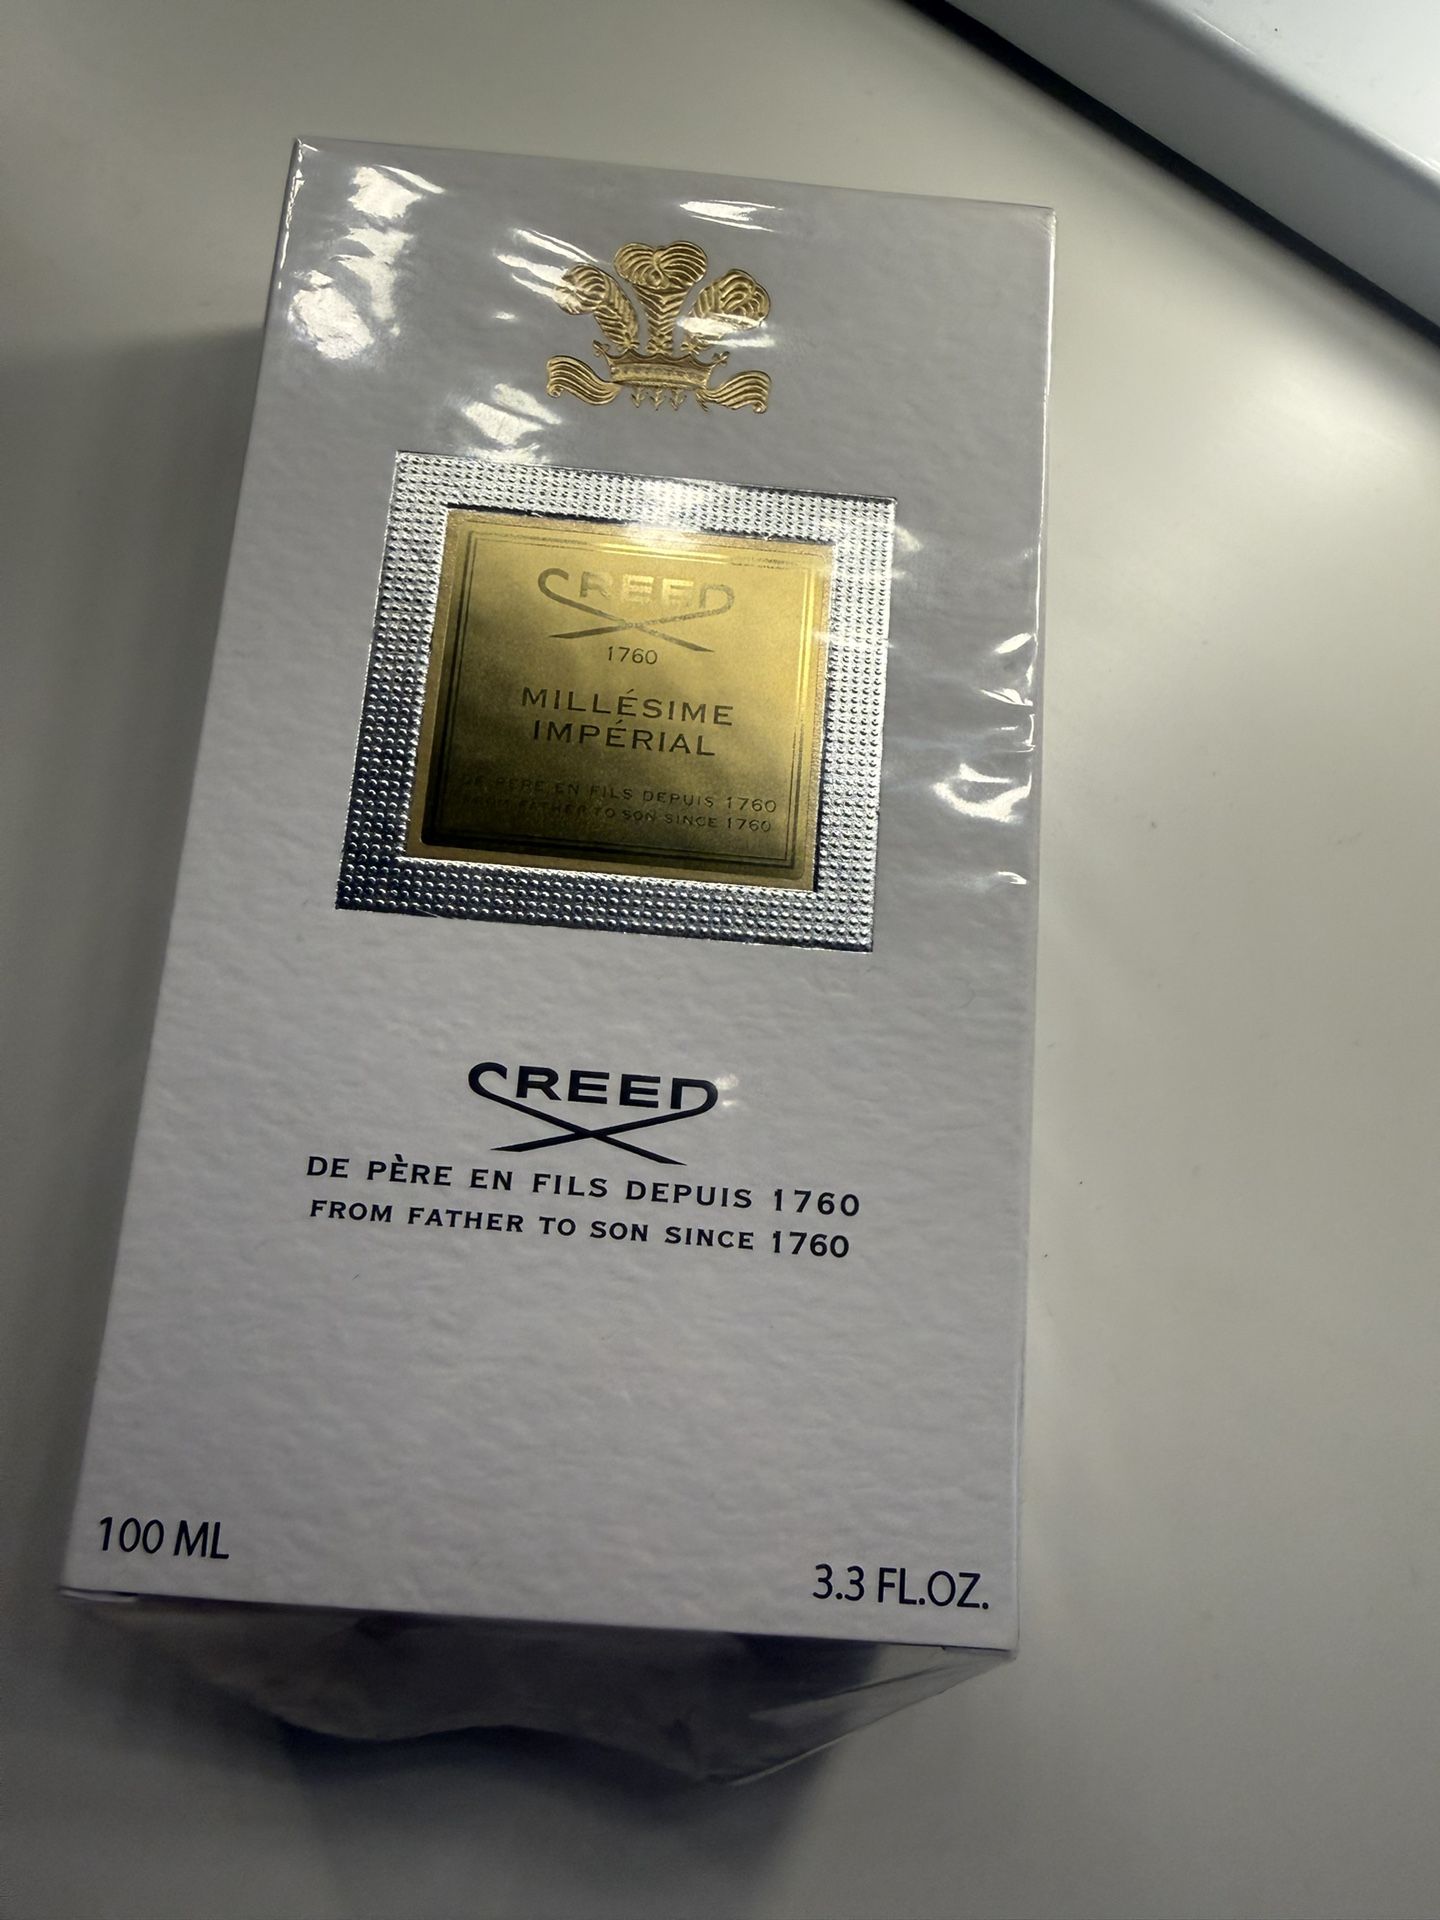 CREED
1760
MILLÉSIME
IMPÉRIAL
DE PÈRE EN FILS DEPUIS 1760
FROM FATHER TO SON SINCE 1760
CREED
DE PÈRE EN FILS DEPUIS 1760
FROM FATHER TO SON SINCE 1760
100 ML
3.3 FL.OZ.